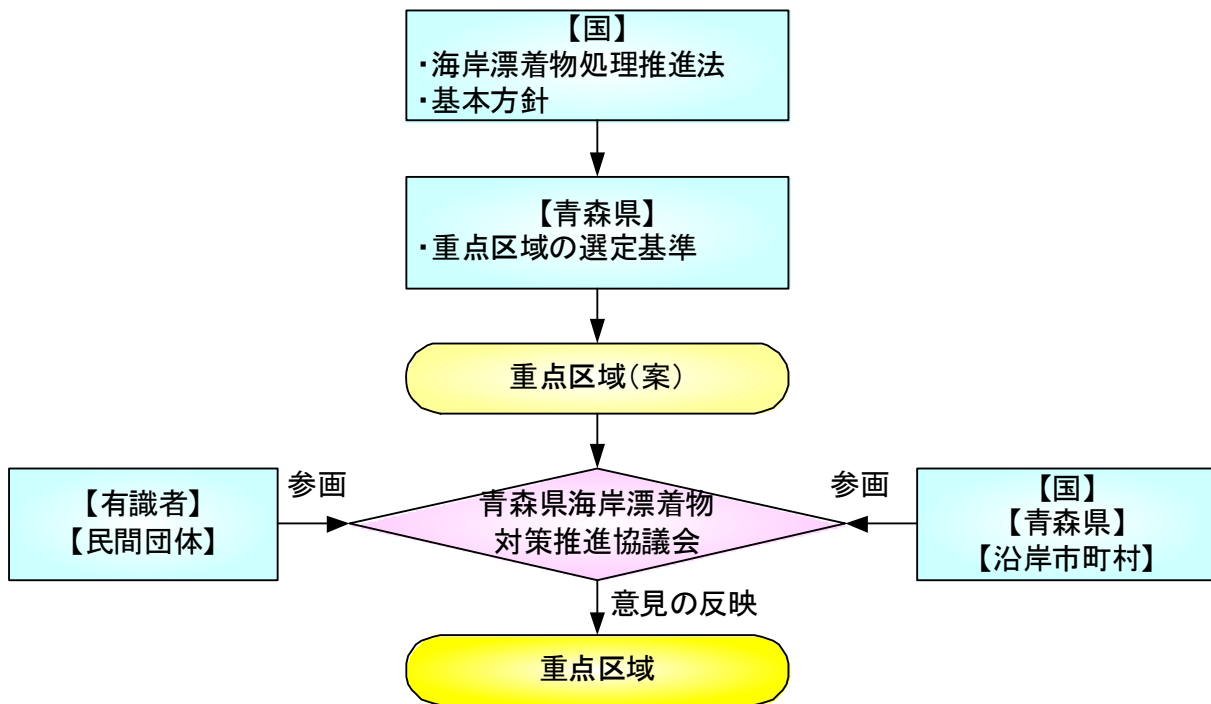 【国】
・海岸漂着物処理推進法
・基本方針
【青森県】
・重点区域の選定基準
重点区域（案）
【有識者】
【民間団体】
参画
青森県海岸漂着物
対策推進協議会
参画
【国】
【青森県】
【沿岸市町村】
意見の反映
重点区域